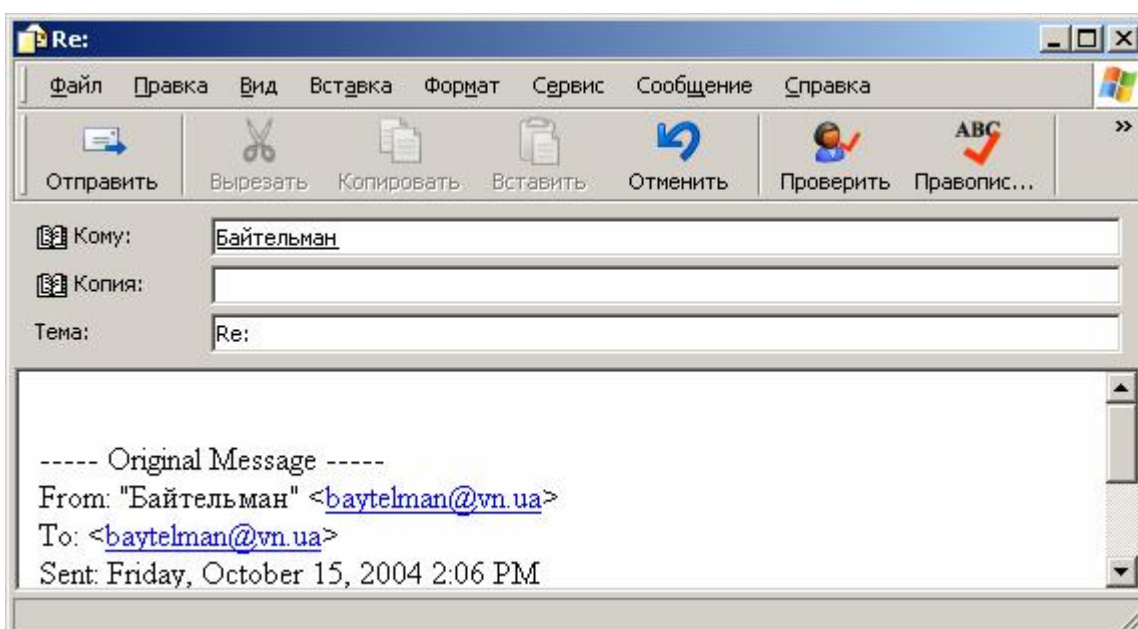 Re:
Файл Правка Вид Вставка Формат Сервис Сообщение Справка
ABC
Отправить Вырезать Копировать Вставить Отменить Проверить Правопис...
Кому: Байтельман
Копия:
Тема: Re:
----- Original Message -----
From: "Байтельман" <baytelman@vn.ua>
To: <baytelman@vn.ua>
Sent: Friday, October 15, 2004 2:06 PM